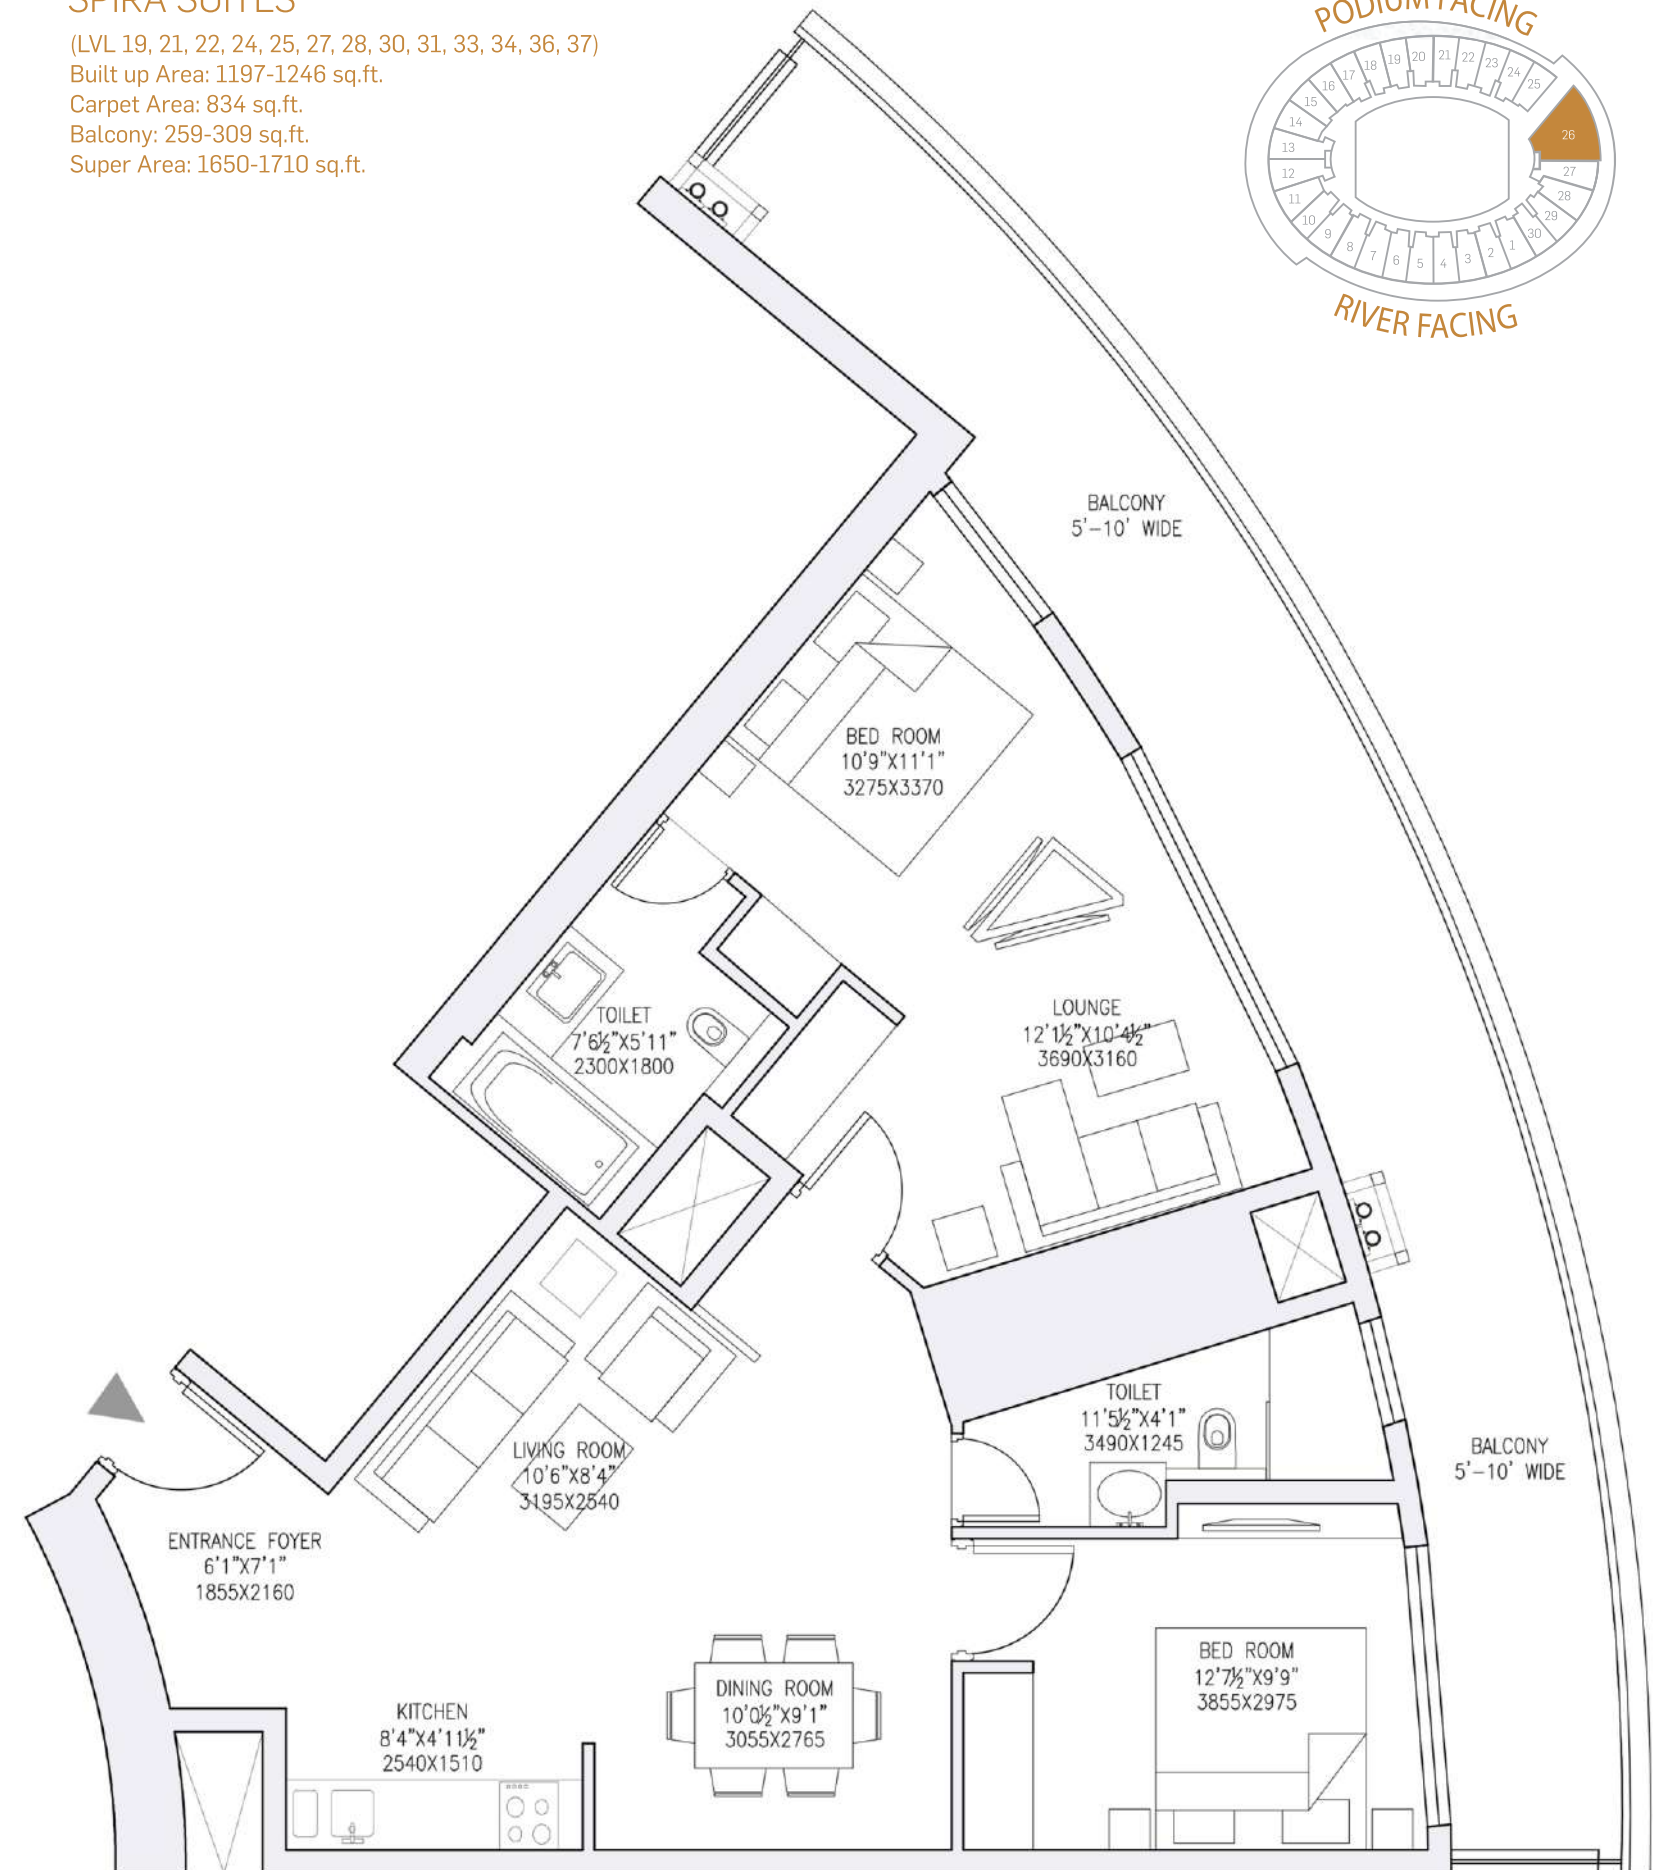 SPIRA SUITES
(LVL 19, 21, 22, 24, 25, 27, 28, 30, 31, 33, 34, 36, 37)
Built up Area: 1197-1246 sq.ft.
Carpet Area: 834 sq.ft.
Balcony: 259-309 sq.ft.
Super Area: 1650-1710 sq.ft.
PODIUM FACING
14 15 16 17 18 19 20 21 22 23 24 25
26
13
12
27
28
29
30
11 10 9 8 7 6 5 4 3 2 1
RIVER FACING
BALCONY
5'-10' WIDE
BED ROOM
10'9"X11'1"
3275X3370
LOUNGE
12'1½"X10'4½"
3690X3160
TOILET
7'6½"X5'11"
2300X1800
TOILET
11'5½"X4'1"
3490X1245
BALCONY
5'-10' WIDE
LIVING ROOM
10'6"X8'4"
3195X2540
ENTRANCE FOYER
6'1"X7'1"
1855X2160
BED ROOM
12'7½"X9'9"
3855X2975
DINING ROOM
10'0½"X9'1"
3055X2765
KITCHEN
8'4"X4'11½"
2540X1510